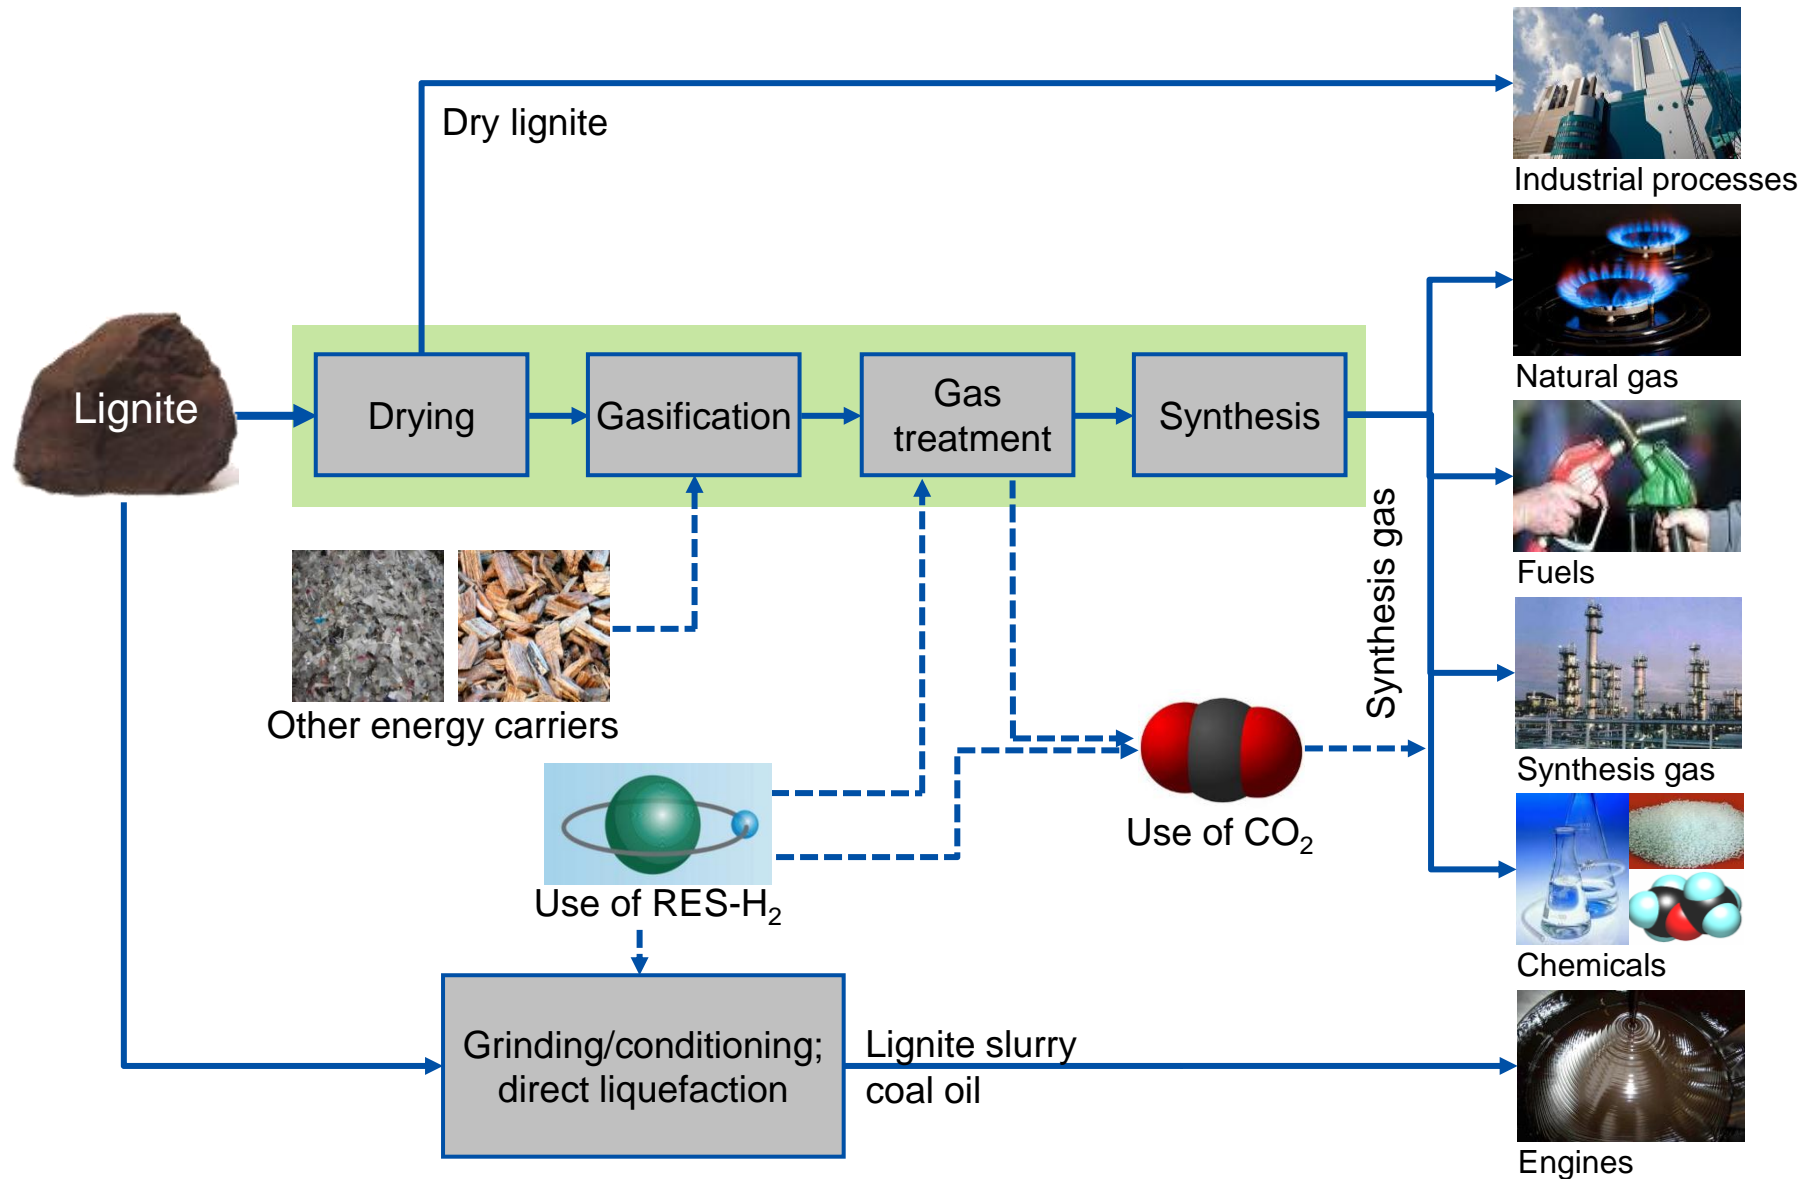 Dry lignite
Industrial processes
Natural gas
Lignite
Drying
Gasification
Gas
treatment
Synthesis
Fuels
Synthesis gas
Other energy carriers
Synthesis gas
Use of CO₂
Use of RES-H₂
Chemicals
Grinding/conditioning;
direct liquefaction
Lignite slurry
coal oil
Engines